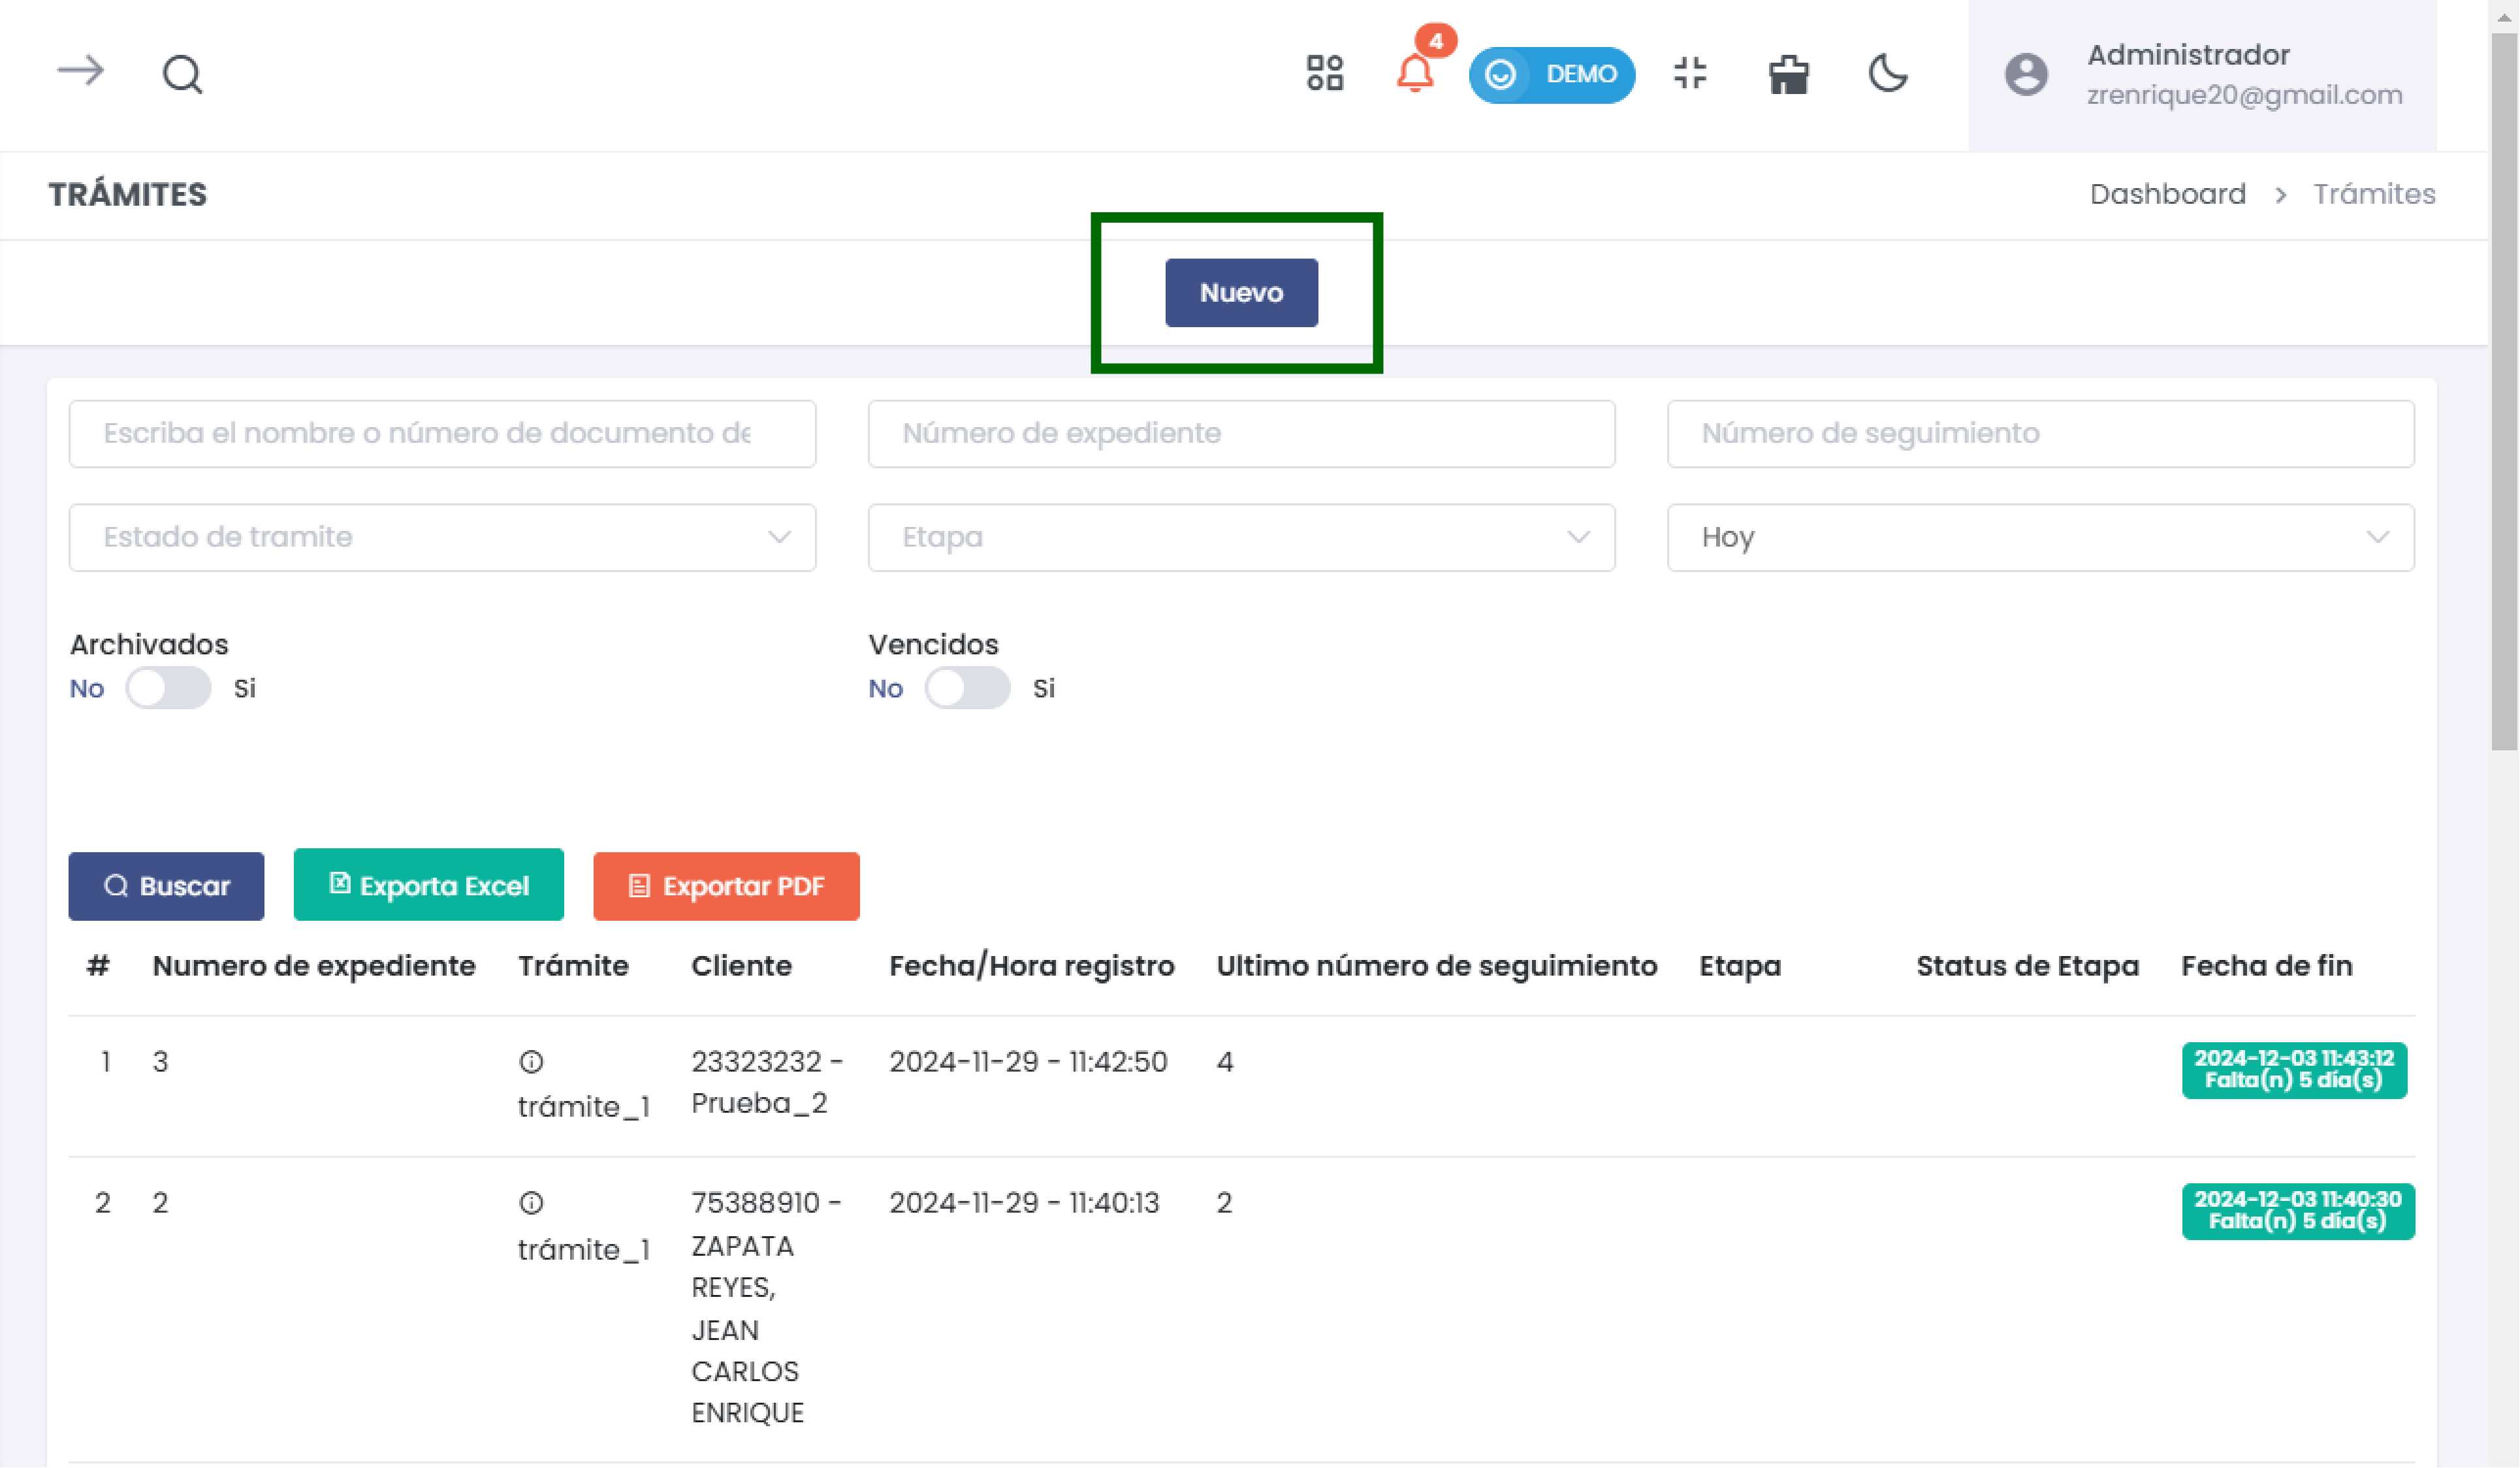 4
DEMO
Administrador
zrenrique20@gmail.com
TRÁMITES
Dashboard > Trámites
Nuevo
Escriba el nombre o número de documento de
Número de expediente
Número de seguimiento
Estado de tramite
Etapa
Hoy
Archivados
No Si
Vencidos
No Si
Buscar
Exporta Excel
Exportar PDF
# Numero de expediente Trámite Cliente Fecha/Hora registro Ultimo número de seguimiento Etapa Status de Etapa Fecha de fin
1 3 23323232 - 2024-11-29 - 11:42:50 4 2024-12-03 11:43:12
trámite_1 Prueba_2 Falta(n) 5 día(s)
2 2 75388910 - 2024-11-29 - 11:40:13 2 2024-12-03 11:40:30
trámite_1 ZAPATA Falta(n) 5 día(s)
REYES,
JEAN
CARLOS
ENRIQUE